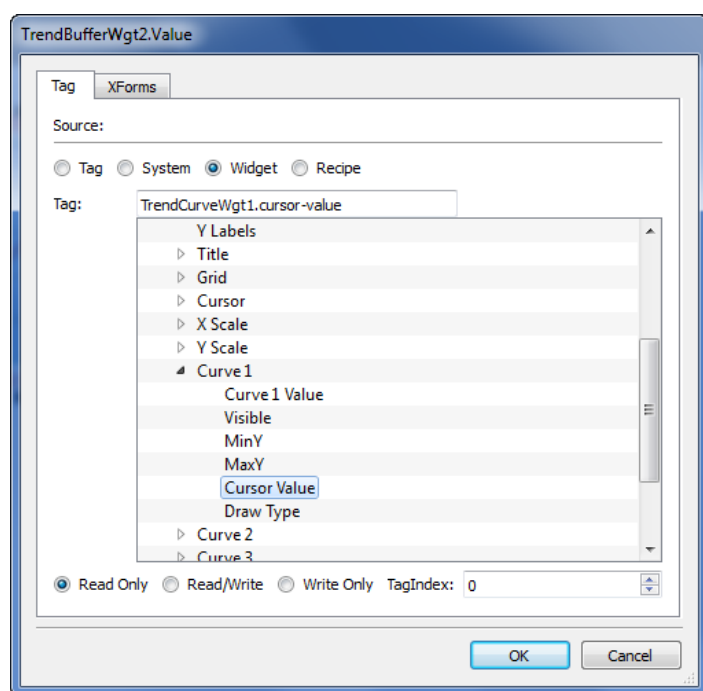 TrendBufferWgt2.Value
Tag XForms
Source:
Tag System Widget Recipe
Tag: TrendCurveWgt1.cursor-value
Y Labels
Title
Grid
Cursor
X Scale
Y Scale
Curve 1
Curve 1 Value
Visible
MinY
MaxY
Cursor Value
Draw Type
Curve 2
Curve 3
Read Only Read/Write Write Only TagIndex: 0
OK Cancel